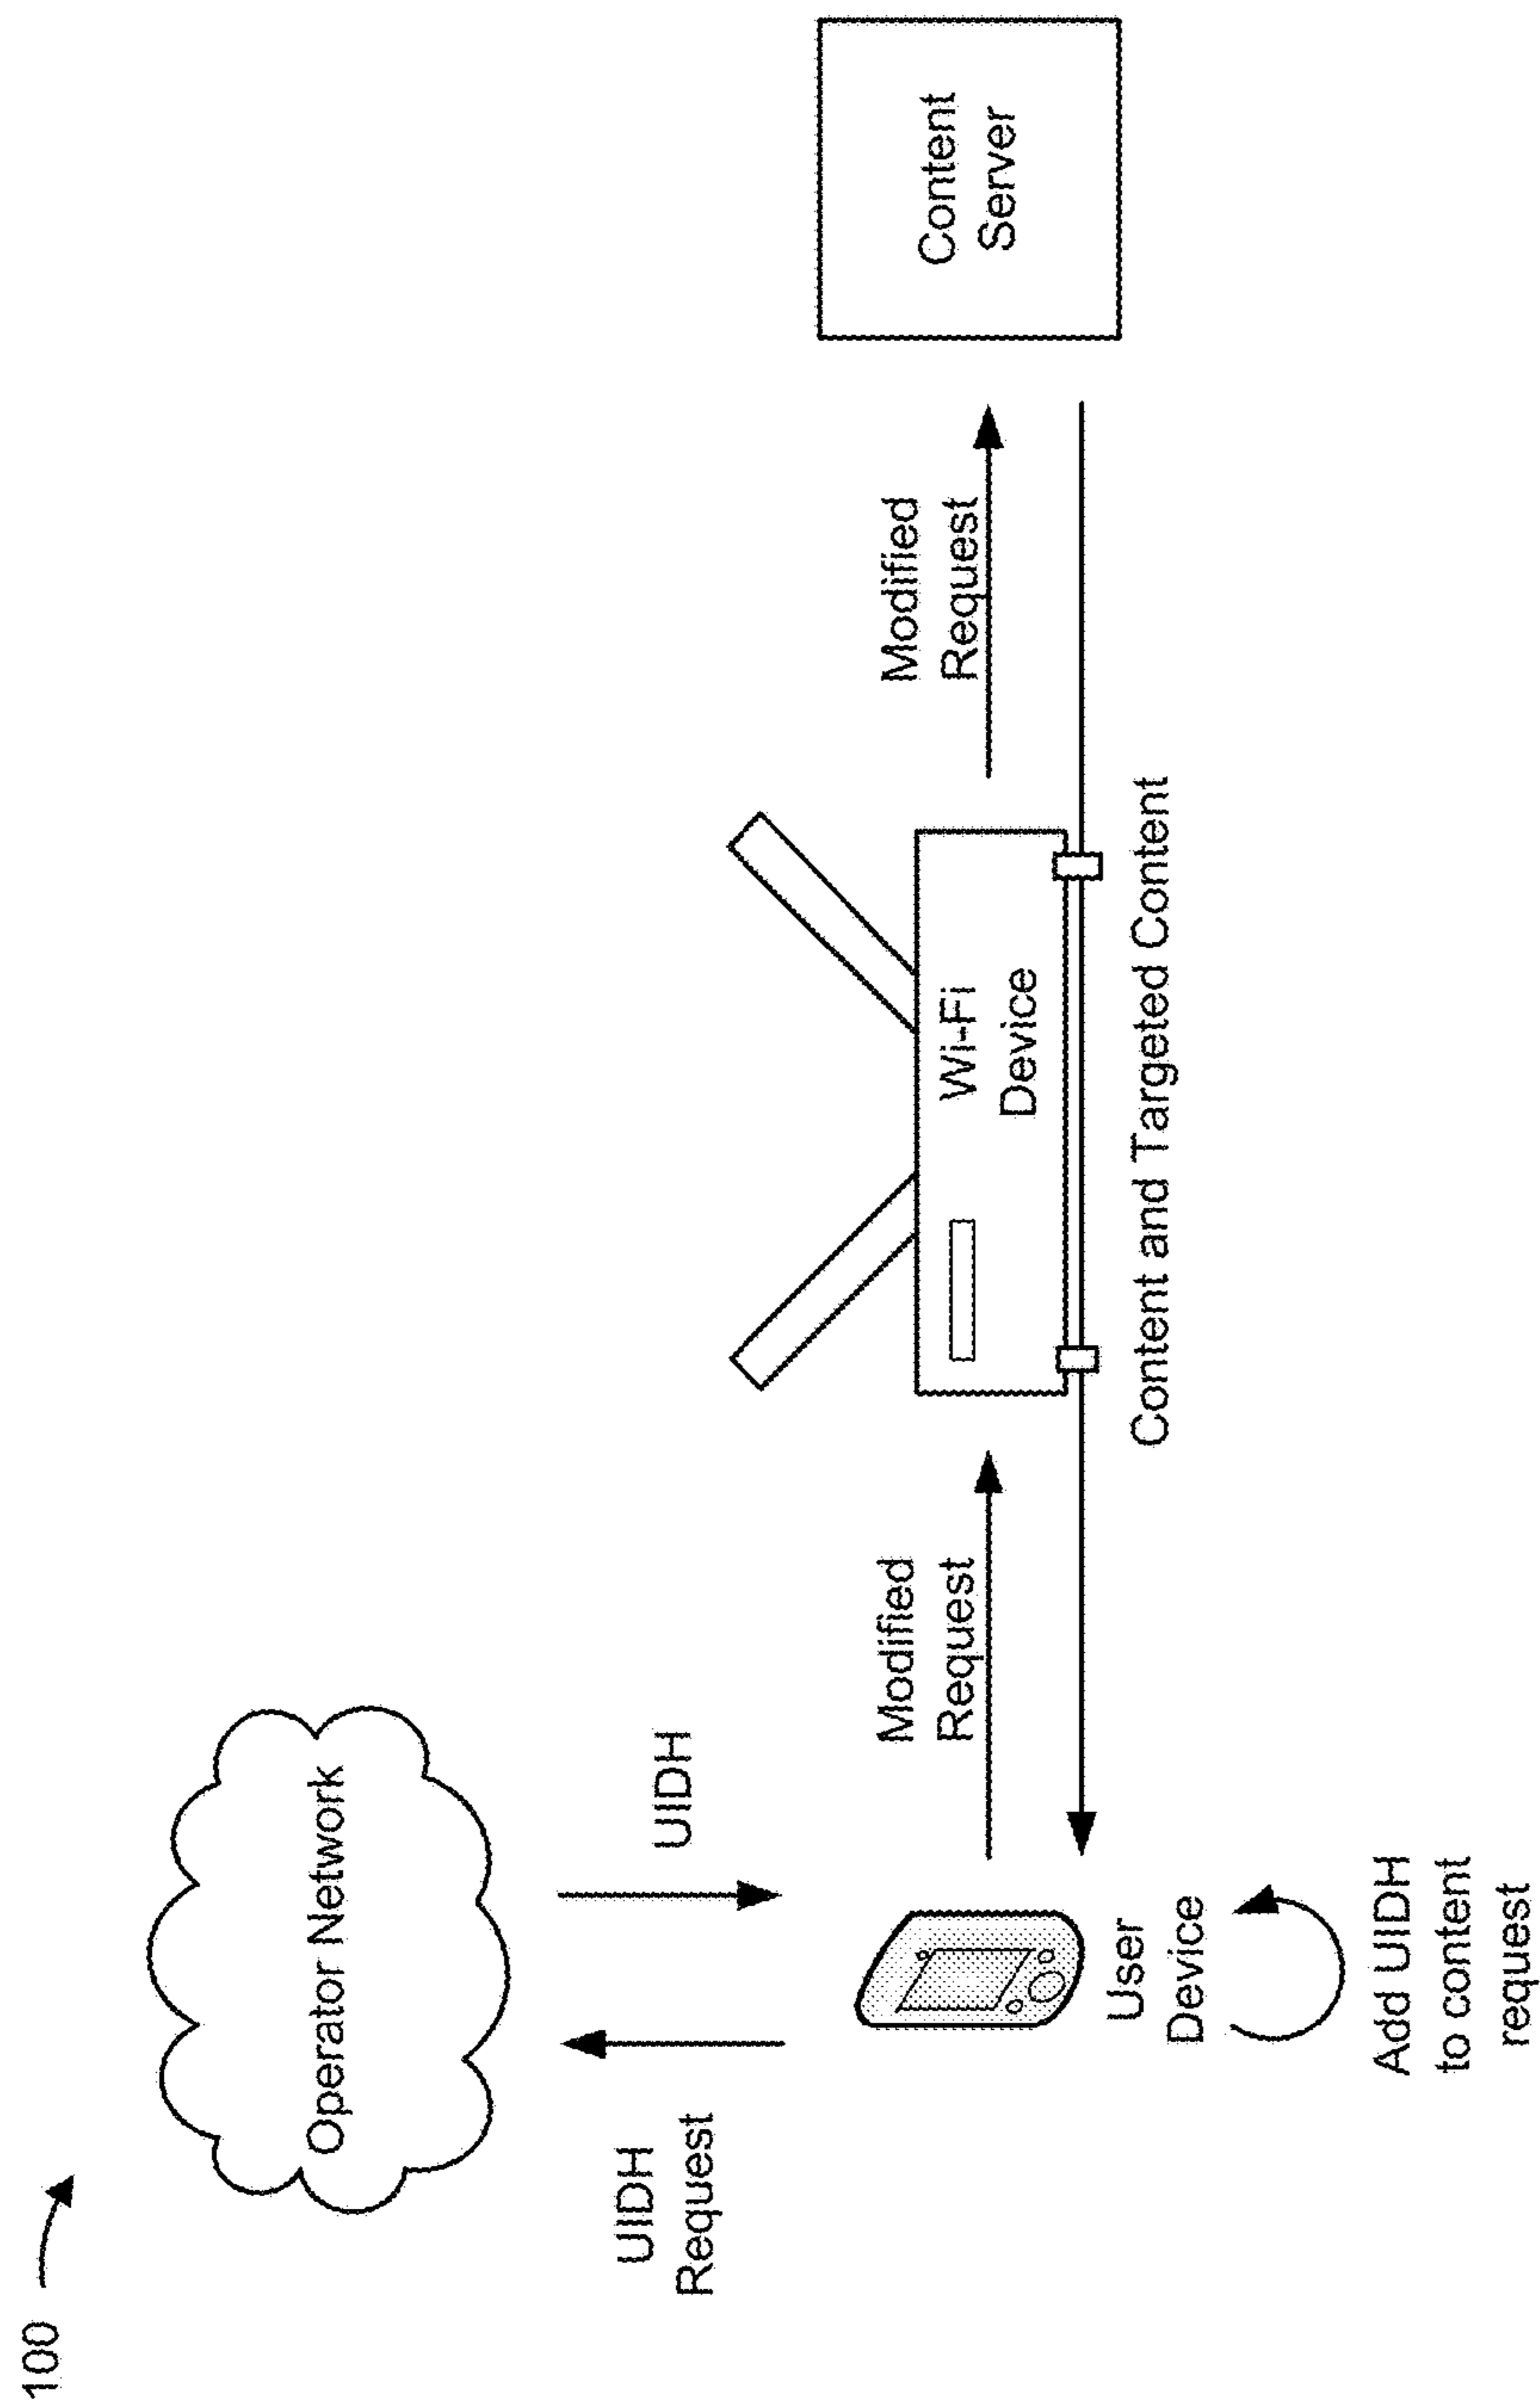 100
Operator Network
UIDH
Request
UIDH
User
Device
Add UIDH
to content
request
Modified
Request
Wi-Fi
Device
Modified
Request
Content
Server
Content and Targeted Content